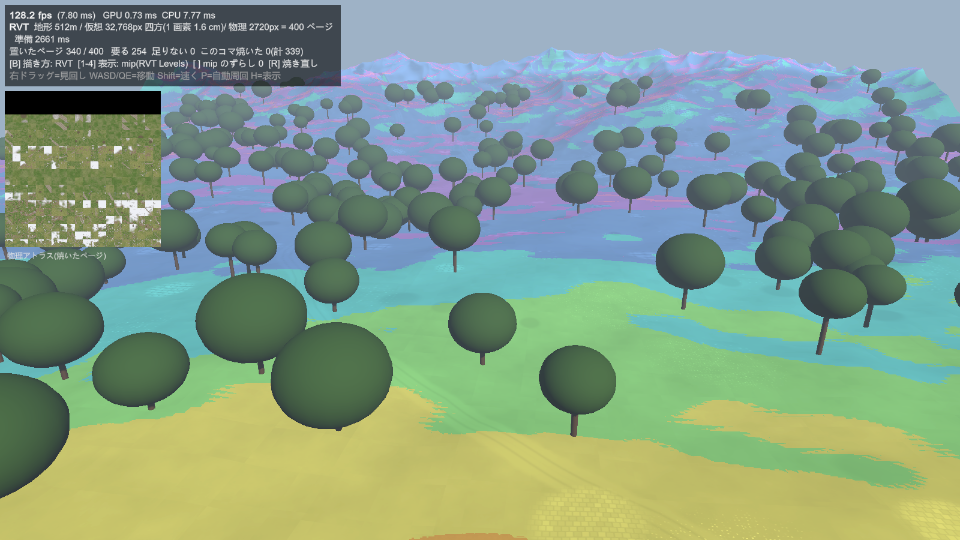 128.2 fps (7.80 ms) GPU 0.73 ms CPU 7.77 ms
RVT 地形 512m / 仮想 32,768px 四方(1 画素 1.6 cm)/ 物理 2720px = 400 ページ
準備 2661 ms
置いたページ 340 / 400 要る 254 足りない 0 このコマ焼いた 0(計 339)
[B] 描き方: RVT [1-4] 表示: mip(RVT Levels) [ ] mip のずらし 0 [R] 焼き直し
右ドラッグ=見回し WASD/QE=移動 Shift=速く P=自動周回 H=表示
物理アトラス(焼いたページ)